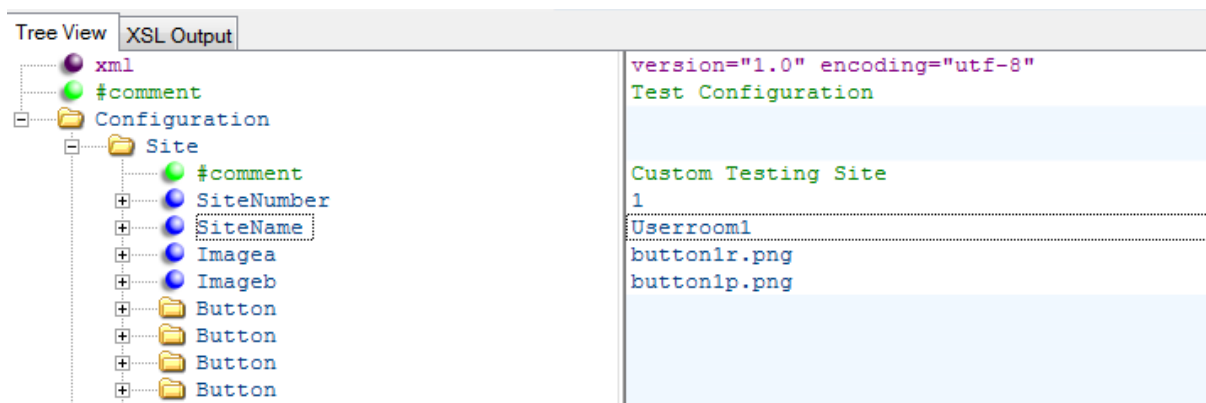 Tree View XSL Output
xml version="1.0" encoding="utf-8"
#comment Test Configuration
Configuration
Site
#comment Custom Testing Site
SiteNumber 1
SiteName Userroom1
Imagea button1r.png
Imageb button1p.png
Button
Button
Button
Button